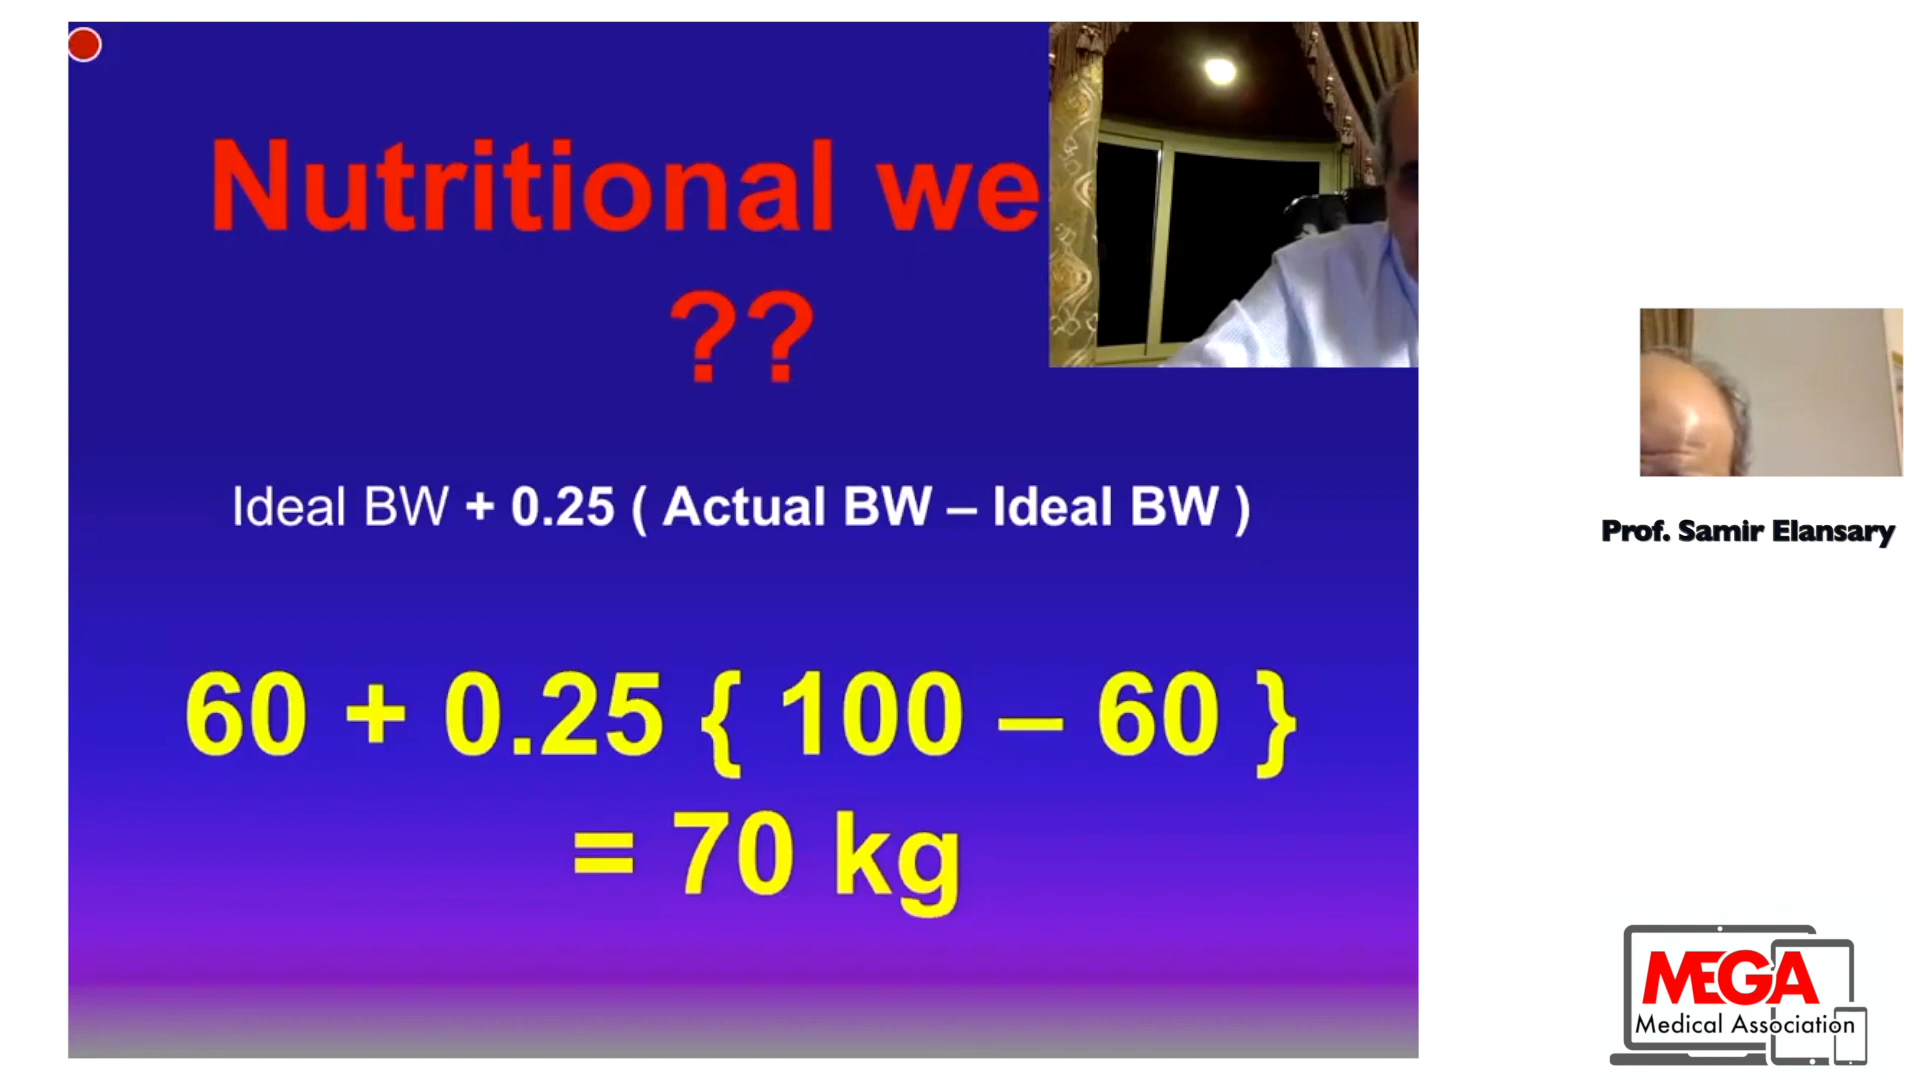 Nutritional we
??
Ideal BW + 0.25 ( Actual BW – Ideal BW )
60 + 0.25 { 100 – 60 }
= 70 kg
Prof. Samir Elansary
MEGA
Medical Association